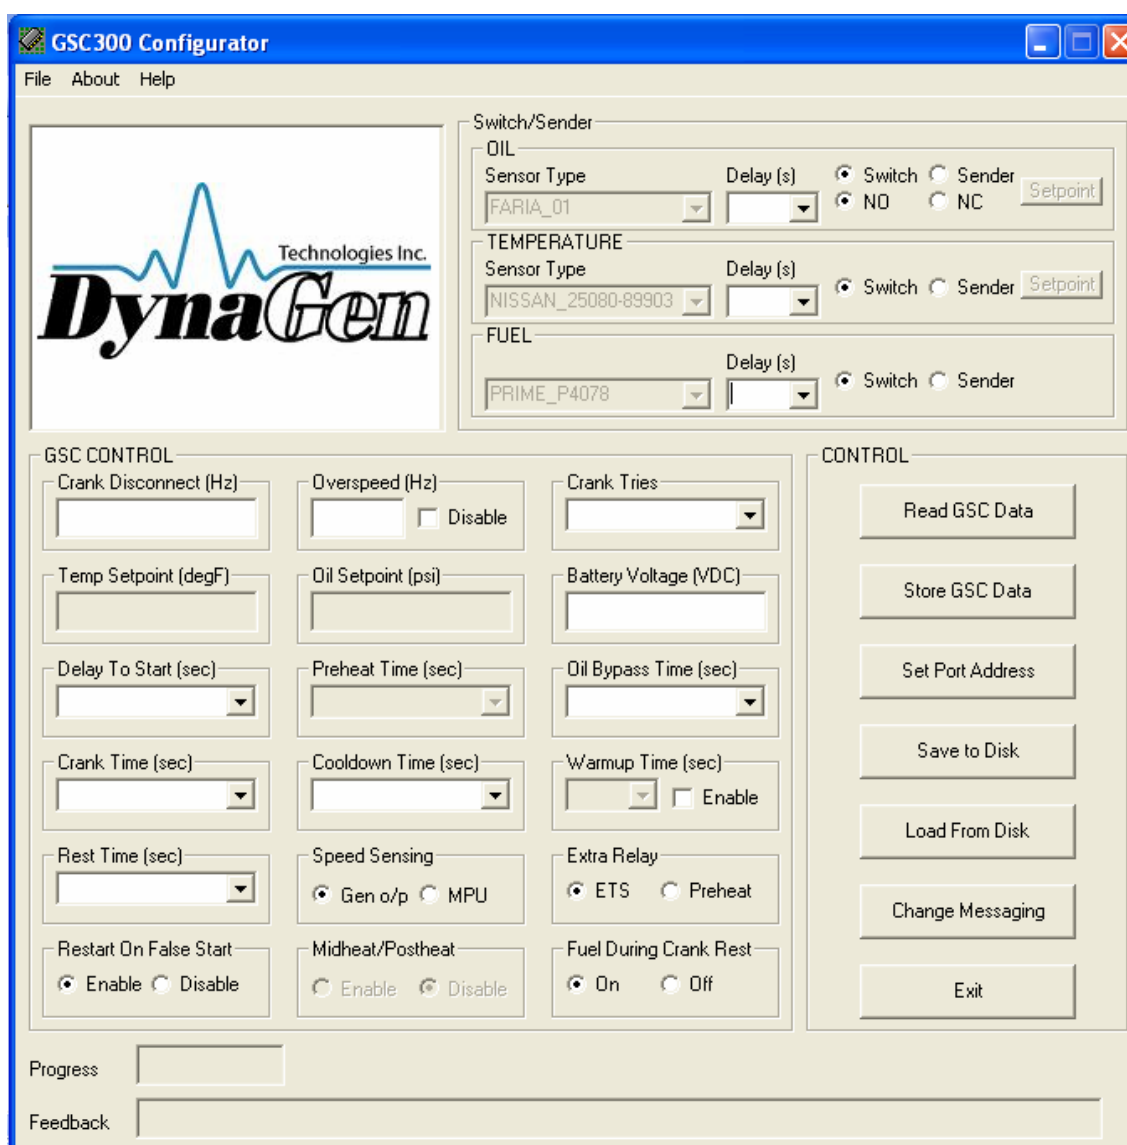 GSC300 Configurator
File About Help
Technologies Inc.
DynaGen
Switch/Sender
OIL
Sensor Type Delay (s) Switch Sender
FARIA_01 NO NC Setpoint
TEMPERATURE
Sensor Type Delay (s)
NISSAN_25080-89903 Switch Sender Setpoint
FUEL
Delay (s)
PRIME_P4078 Switch Sender
GSC CONTROL
Crank Disconnect (Hz) Overspeed (Hz) Crank Tries
Disable
Temp Setpoint (degF) Oil Setpoint (psi) Battery Voltage (VDC)
Delay To Start (sec) Preheat Time (sec) Oil Bypass Time (sec)
Crank Time (sec) Cooldown Time (sec) Warmup Time (sec)
Enable
Rest Time (sec) Speed Sensing Extra Relay
Gen o/p MPU ETS Preheat
Restart On False Start Midheat/Postheat Fuel During Crank Rest
Enable Disable Enable Disable On Off
CONTROL
Read GSC Data
Store GSC Data
Set Port Address
Save to Disk
Load From Disk
Change Messaging
Exit
Progress
Feedback